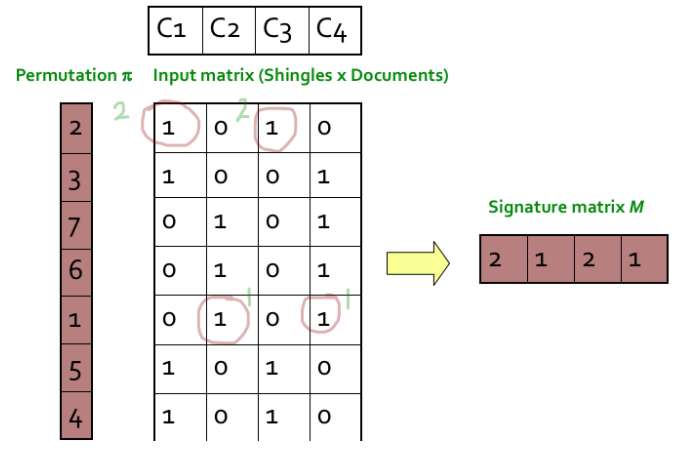 C1 C2 C3 C4
Permutation π Input matrix (Shingles x Documents)
2 2 1 0 2 1 0
3 1 0 0 1
7 0 1 0 1
Signature matrix M
2 1 2 1
6 0 1 0 1
1 0 1 1 0 1 1
5 1 0 1 0
4 1 0 1 0